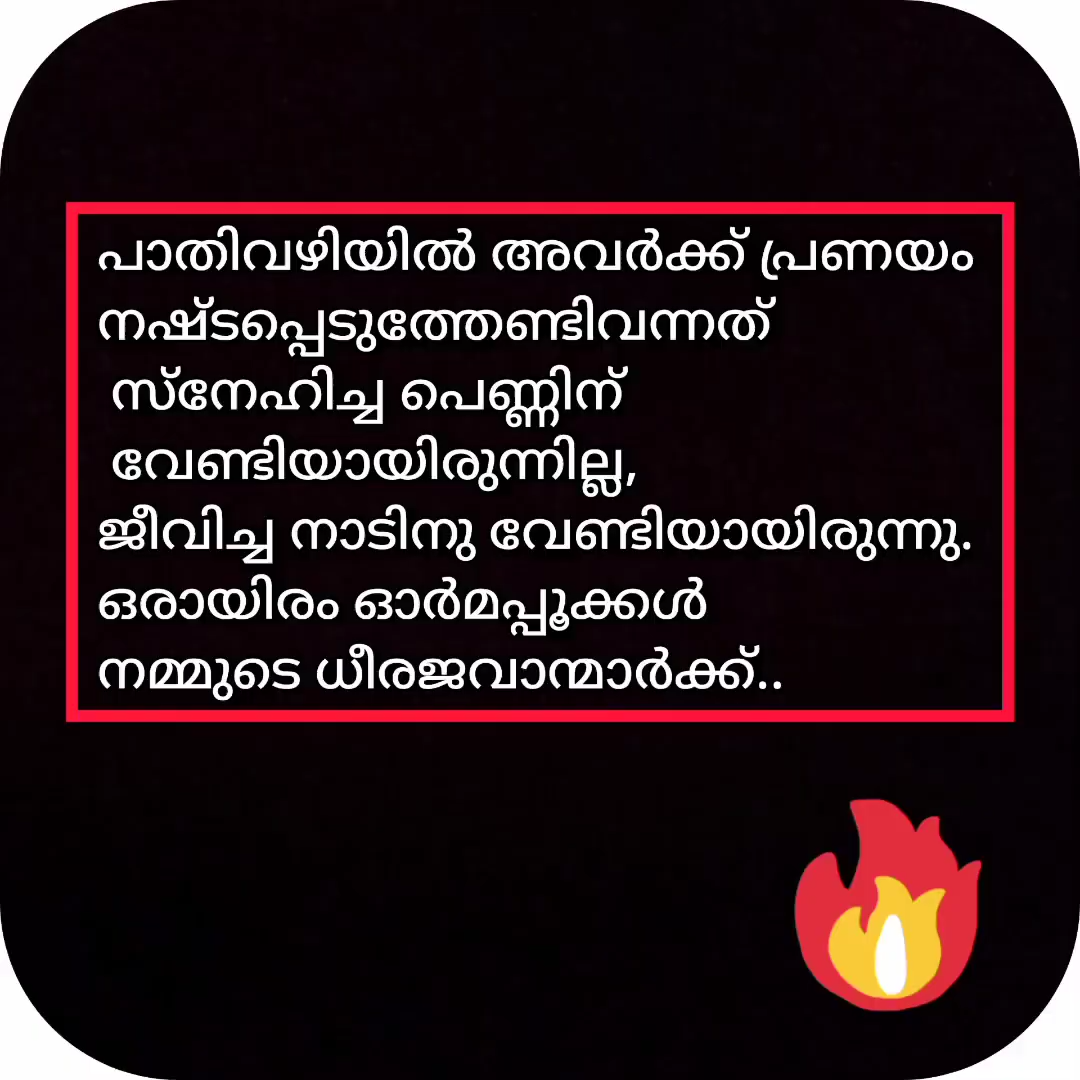 പാതിവഴിയിൽ അവർക്ക് പ്രണയം
നഷ്ടപ്പെടുത്തേണ്ടിവന്നത്
സ്നേഹിച്ച പെണ്ണിന്
വേണ്ടിയായിരുന്നില്ല,
ജീവിച്ച നാടിനു വേണ്ടിയായിരുന്നു.
ഒരായിരം ഓർമപ്പൂക്കൾ
നമ്മുടെ ധീരജവാന്മാർക്ക്..